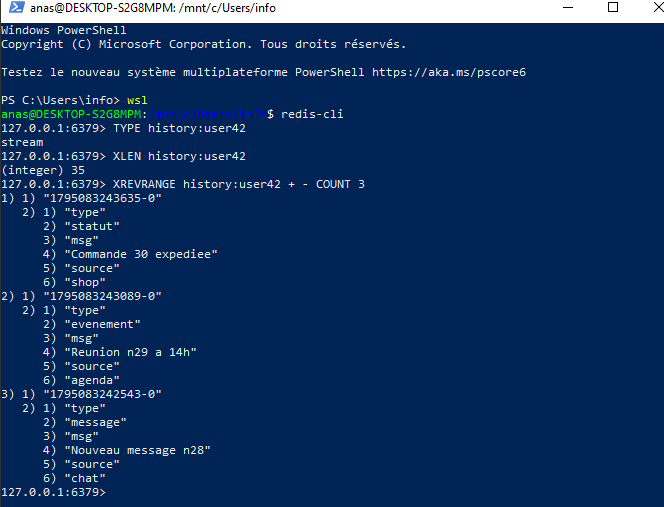 anas@DESKTOP-S2G8MPM: /mnt/c/Users/info
Windows PowerShell
Copyright (C) Microsoft Corporation. Tous droits réservés.
Testez le nouveau système multiplateforme PowerShell https://aka.ms/pscore6
PS C:\Users\info> wsl
anas@DESKTOP-S2G8MPM:/mnt/c/Users/info$ redis-cli
127.0.0.1:6379> TYPE history:user42
stream
127.0.0.1:6379> XLEN history:user42
(integer) 35
127.0.0.1:6379> XREVRANGE history:user42 + - COUNT 3
1) 1) "1795083243635-0"
   2) 1) "type"
      2) "statut"
      3) "msg"
      4) "Commande 30 expediee"
      5) "source"
      6) "shop"
2) 1) "1795083243089-0"
   2) 1) "type"
      2) "evenement"
      3) "msg"
      4) "Reunion n29 a 14h"
      5) "source"
      6) "agenda"
3) 1) "1795083242543-0"
   2) 1) "type"
      2) "message"
      3) "msg"
      4) "Nouveau message n28"
      5) "source"
      6) "chat"
127.0.0.1:6379>